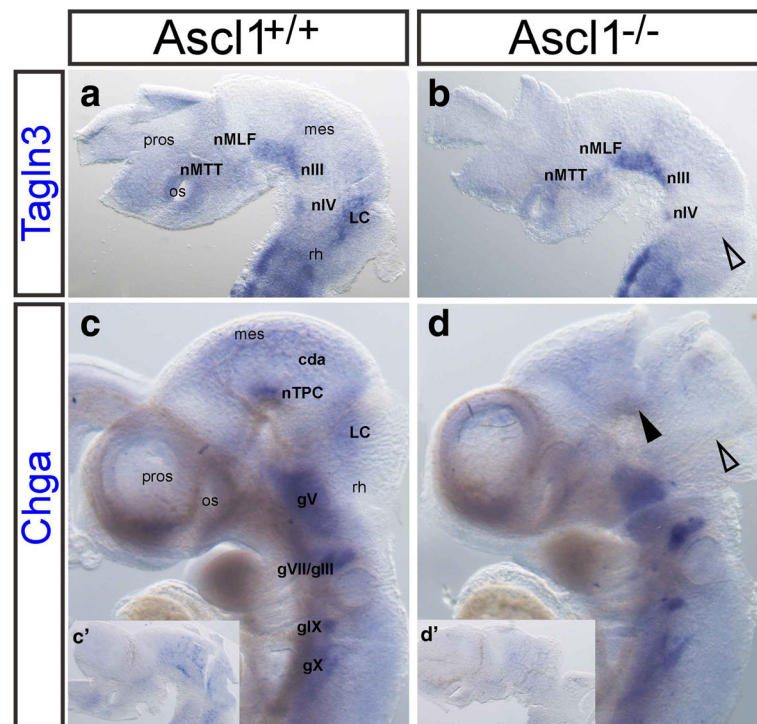 Ascl1+/+
Ascl1-/-
Tagln3
a
pros
nMLF
mes
nMTT
os
nIII
nIV
LC
rh
b
nMLF
nMTT
nIII
nIV
Chga
c
mes
cda
nTPC
LC
pros
os
rh
gV
gVII/gIII
gIX
gX
c'
d
d'